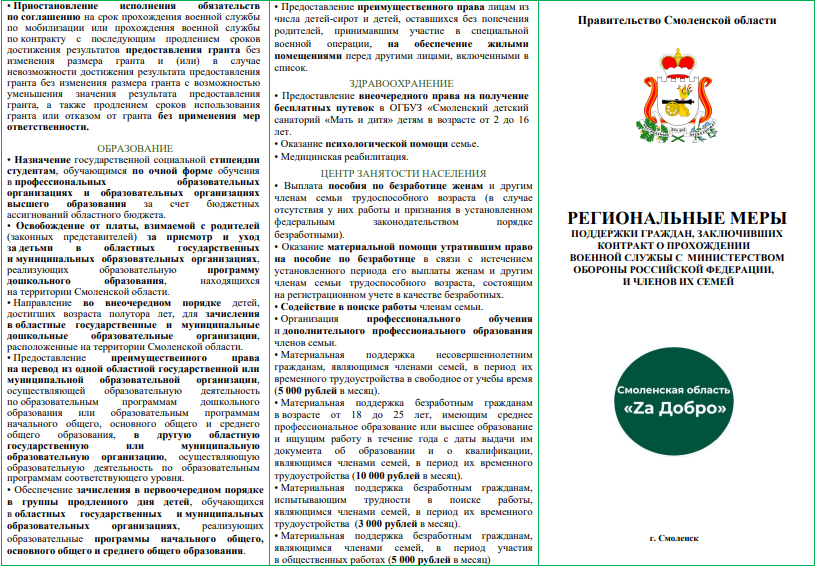 • Приостановление исполнения обязательств
по соглашению на срок прохождения военной службы
по мобилизации или прохождения военной службы
по контракту с последующим продлением сроков
достижения результатов предоставления гранта без
изменения размера гранта и (или) в случае
невозможности достижения результата предоставления
гранта без изменения размера гранта с возможностью
уменьшения значения результата предоставления
гранта, а также продлением сроков использования
гранта или отказом от гранта без применения мер
ответственности.
ОБРАЗОВАНИЕ
• Назначение государственной социальной стипендии
студентам, обучающимся по очной форме обучения
в профессиональных образовательных
организациях и образовательных организациях
высшего образования за счет бюджетных
ассигнований областного бюджета.
• Освобождение от платы, взимаемой с родителей
(законных представителей) за присмотр и уход
за детьми в областных государственных
и муниципальных образовательных организациях,
реализующих образовательную программу
дошкольного образования, находящихся
на территории Смоленской области.
• Направление во внеочередном порядке детей,
достигших возраста полутора лет, для зачисления
в областные государственные и муниципальные
дошкольные образовательные организации,
расположенные на территории Смоленской области.
• Предоставление преимущественного права
на перевод из одной областной государственной или
муниципальной образовательной организации,
осуществляющей образовательную деятельность
по образовательным программам дошкольного
образования или образовательным программам
начального общего, основного общего и среднего
общего образования, в другую областную
государственную или муниципальную
образовательную организацию, осуществляющую
образовательную деятельность по образовательным
программам соответствующего уровня.
• Обеспечение зачисления в первоочередном порядке
в группы продленного дня детей, обучающихся
в областных государственных и муниципальных
образовательных организациях, реализующих
образовательные программы начального общего,
основного общего и среднего общего образования.
• Предоставление преимущественного права лицам из
числа детей-сирот и детей, оставшихся без попечения
родителей, принимавшим участие в специальной
военной операции, на обеспечение жилыми
помещениями перед другими лицами, включенными в
список.
ЗДРАВООХРАНЕНИЕ
• Предоставление внеочередного права на получение
бесплатных путевок в ОГБУЗ «Смоленский детский
санаторий «Мать и дитя» детям в возрасте от 2 до 16
лет.
• Оказание психологической помощи семье.
• Медицинская реабилитация.
ЦЕНТР ЗАНЯТОСТИ НАСЕЛЕНИЯ
• Выплата пособия по безработице женам и другим
членам семьи трудоспособного возраста (в случае
отсутствия у них работы и признания в установленном
федеральным законодательством порядке
безработными).
• Оказание материальной помощи утратившим право
на пособие по безработице в связи с истечением
установленного периода его выплаты женам и другим
членам семьи трудоспособного возраста, состоящим
на регистрационном учете в качестве безработных.
• Содействие в поиске работы членам семьи.
• Организация профессионального обучения
и дополнительного профессионального образования
членов семьи.
• Материальная поддержка несовершеннолетним
гражданам, являющимся членами семей, в период их
временного трудоустройства в свободное от учебы время
(5 000 рублей в месяц).
• Материальная поддержка безработным гражданам
в возрасте от 18 до 25 лет, имеющим среднее
профессиональное образование или высшее образование
и ищущим работу в течение года с даты выдачи им
документа об образовании и о квалификации,
являющимся членами семей, в период их временного
трудоустройства (10 000 рублей в месяц).
• Материальная поддержка безработным гражданам,
испытывающим трудности в поиске работы,
являющимся членами семей, в период их временного
трудоустройства (3 000 рублей в месяц).
• Материальная поддержка безработным гражданам,
являющимся членами семей, в период участия
в общественных работах (5 000 рублей в месяц)
Правительство Смоленской области
РЕГИОНАЛЬНЫЕ МЕРЫ
ПОДДЕРЖКИ ГРАЖДАН, ЗАКЛЮЧИВШИХ
КОНТРАКТ О ПРОХОЖДЕНИИ
ВОЕННОЙ СЛУЖБЫ С МИНИСТЕРСТВОМ
ОБОРОНЫ РОССИЙСКОЙ ФЕДЕРАЦИИ,
И ЧЛЕНОВ ИХ СЕМЕЙ
Смоленская область
«Zа Добро»
г. Смоленск